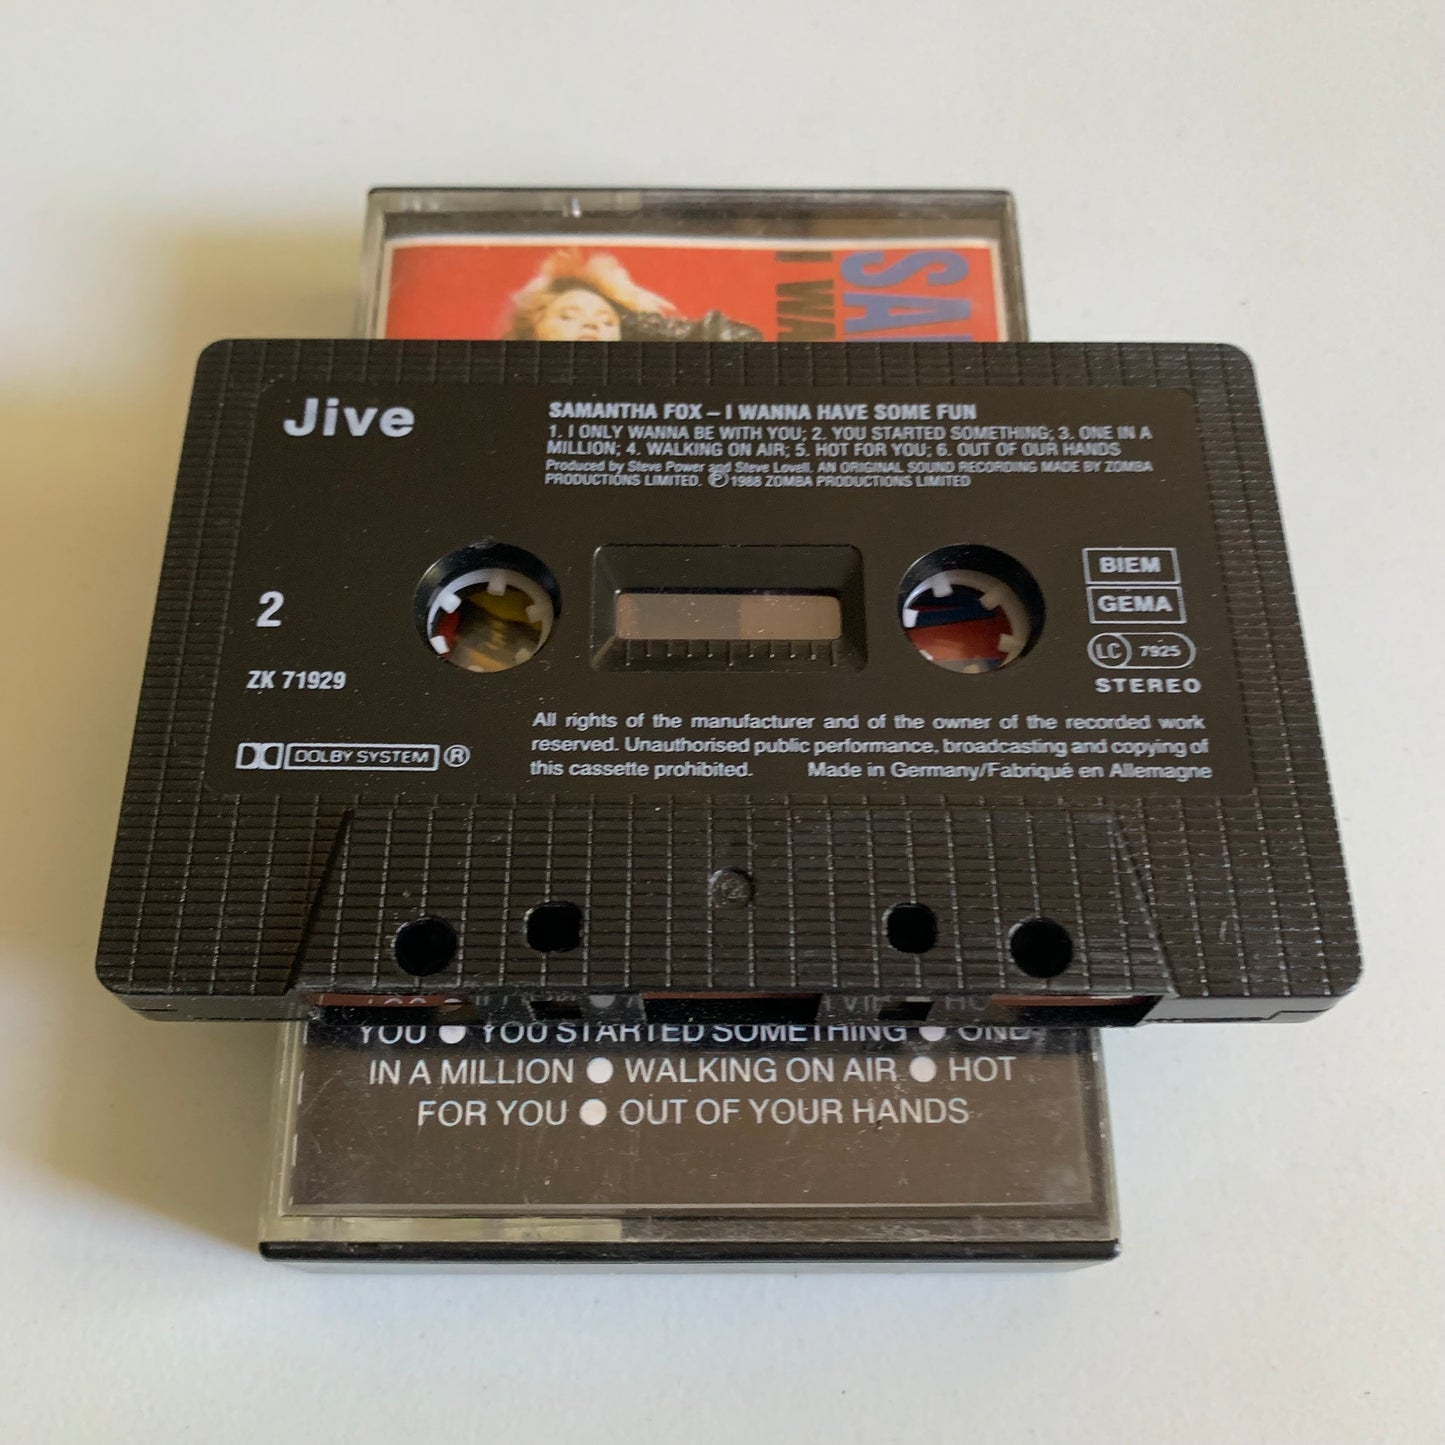 SA
I WA
Jive
SAMANTHA FOX – I WANNA HAVE SOME FUN
1. I ONLY WANNA BE WITH YOU; 2. YOU STARTED SOMETHING; 3. ONE IN A
MILLION; 4. WALKING ON AIR; 5. HOT FOR YOU; 6. OUT OF OUR HANDS
Produced by Steve Power and Steve Lovell. AN ORIGINAL SOUND RECORDING MADE BY ZOMBA
PRODUCTIONS LIMITED. Ⓟ 1988 ZOMBA PRODUCTIONS LIMITED
2
BIEM
GEMA
LC 7925
STEREO
ZK 71929
DOLBY SYSTEM ®
All rights of the manufacturer and of the owner of the recorded work
reserved. Unauthorised public performance, broadcasting and copying of
this cassette prohibited. Made in Germany/Fabriqué en Allemagne
YOU ● YOU STARTED SOMETHING ● ONE
IN A MILLION ● WALKING ON AIR ● HOT
FOR YOU ● OUT OF YOUR HANDS